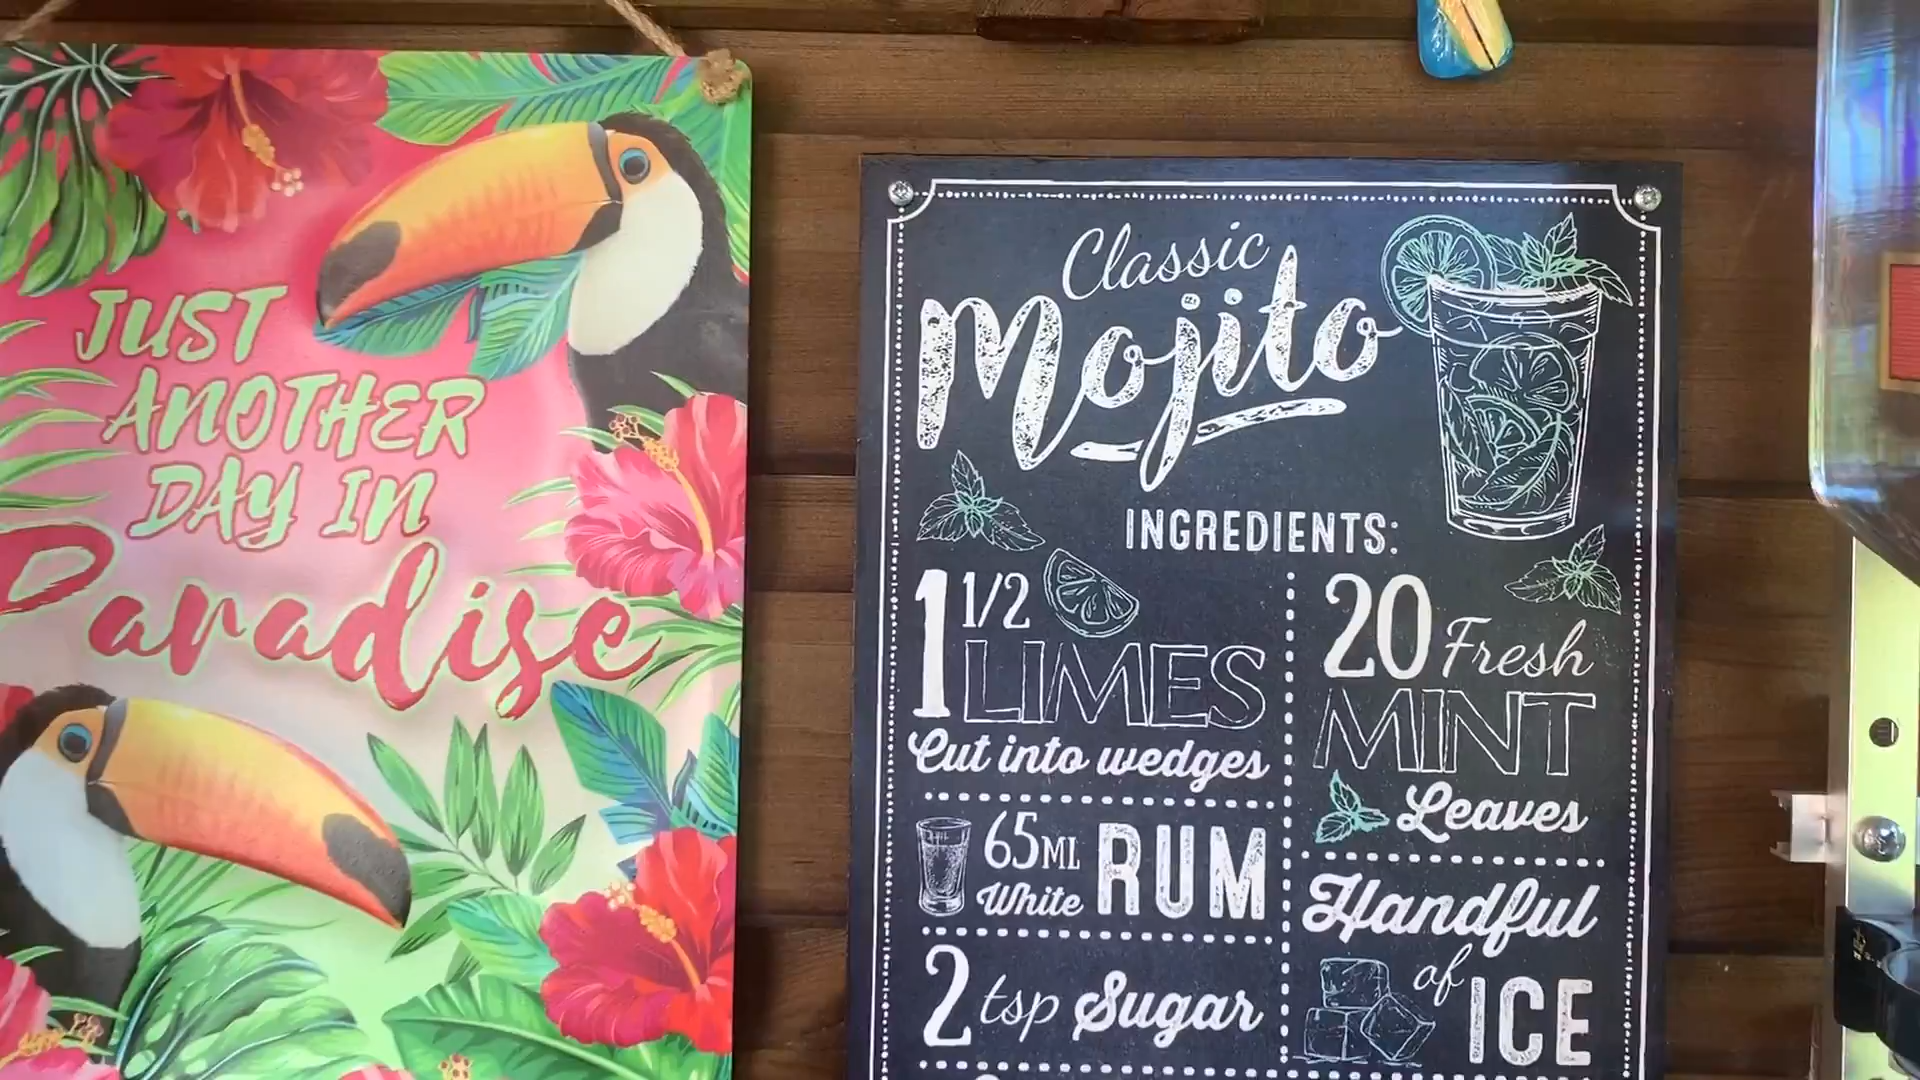 JUST
ANOTHER
DAY IN
Paradise
Classic
Mojito
INGREDIENTS:
1 1/2
LIMES
Cut into wedges
65ML
White RUM
2 tsp Sugar
20 Fresh
MINT
Leaves
Handful
of ICE